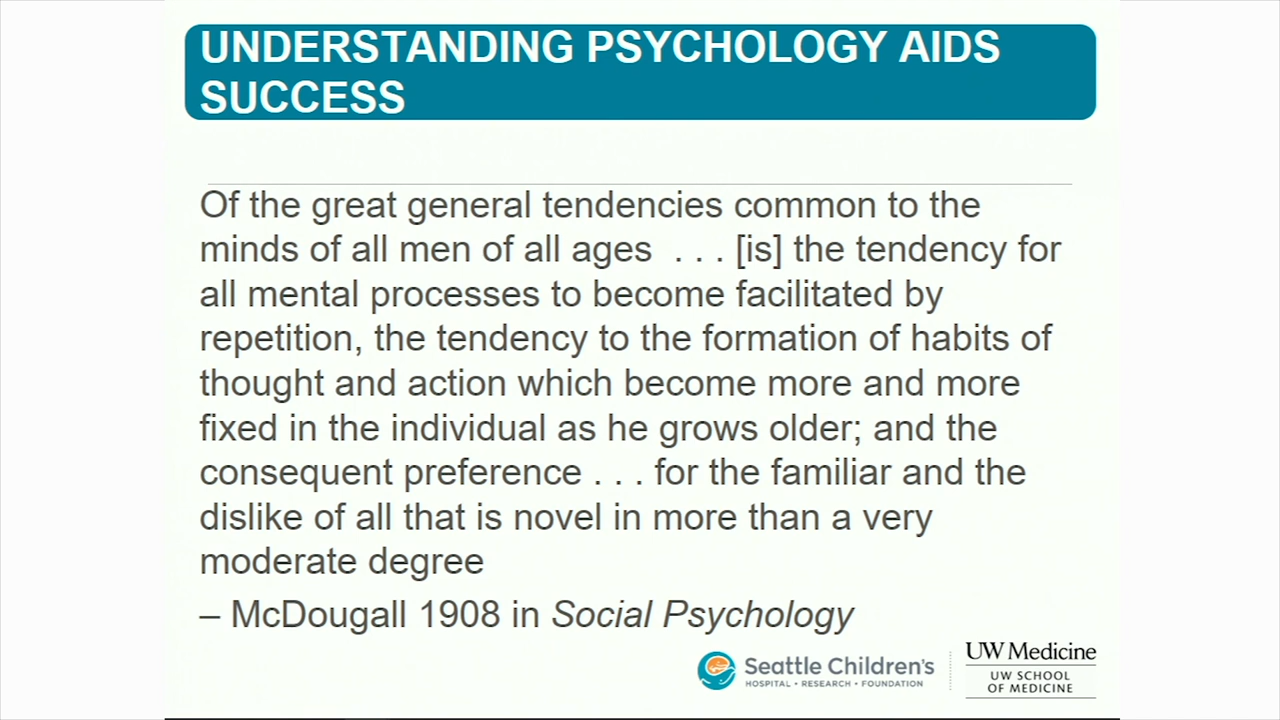 UNDERSTANDING PSYCHOLOGY AIDS
SUCCESS
Of the great general tendencies common to the
minds of all men of all ages . . . [is] the tendency for
all mental processes to become facilitated by
repetition, the tendency to the formation of habits of
thought and action which become more and more
fixed in the individual as he grows older; and the
consequent preference . . . for the familiar and the
dislike of all that is novel in more than a very
moderate degree
– McDougall 1908 in Social Psychology
Seattle Children's
HOSPITAL • RESEARCH • FOUNDATION
UW Medicine
UW SCHOOL
OF MEDICINE